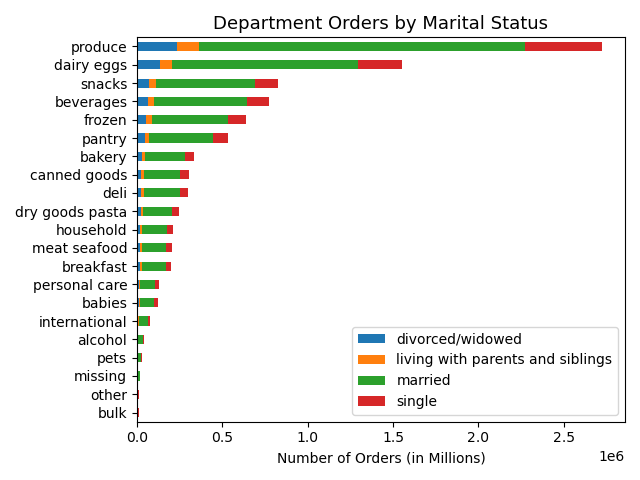 Department Orders by Marital Status
produce
dairy eggs
snacks
beverages
frozen
pantry
bakery
canned goods
deli
dry goods pasta
household
meat seafood
breakfast
personal care
babies
international
alcohol
pets
missing
other
bulk
divorced/widowed
living with parents and siblings
married
single
0.0 0.5 1.0 1.5 2.0 2.5
1e6
Number of Orders (in Millions)